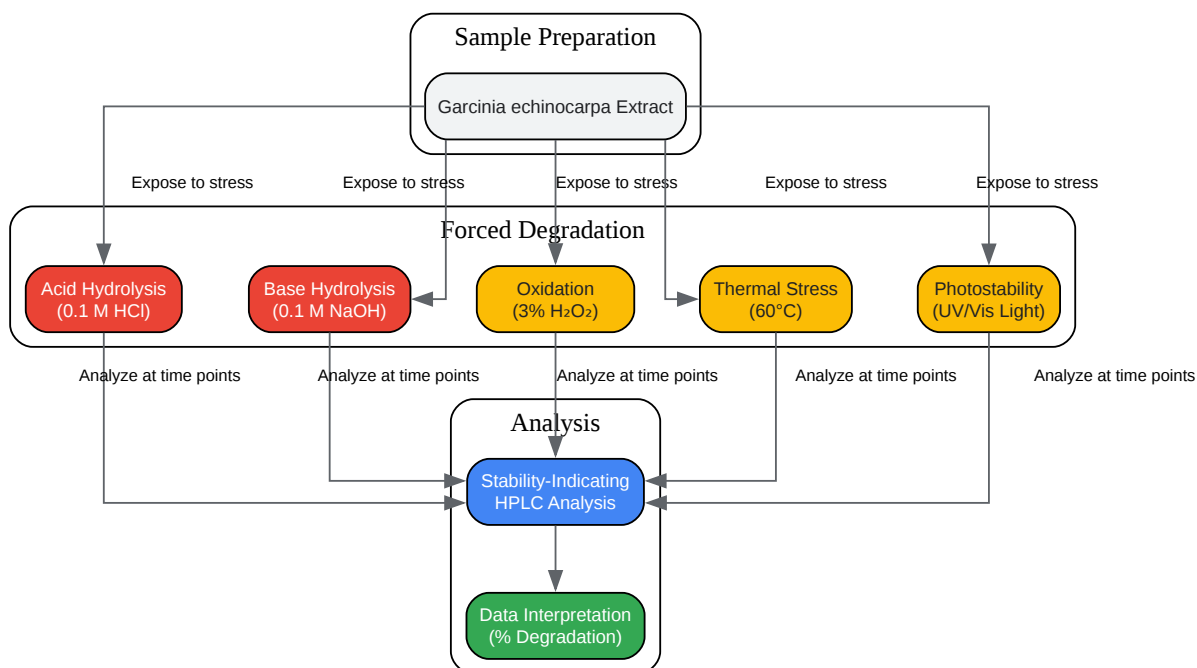 Sample Preparation
Garcinia echinocarpa Extract
Expose to stress
Expose to stress
Expose to stress
Expose to stress
Expose to stress
Forced Degradation
Acid Hydrolysis
(0.1 M HCl)
Base Hydrolysis
(0.1 M NaOH)
Oxidation
(3% H₂O₂)
Thermal Stress
(60°C)
Photostability
(UV/Vis Light)
Analyze at time points
Analyze at time points
Analyze at time points
Analyze at time points
Analyze at time points
Analysis
Stability-Indicating
HPLC Analysis
Data Interpretation
(% Degradation)